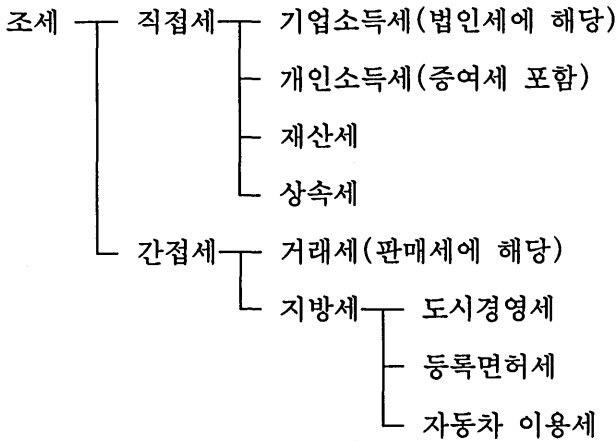 조세 직접세 기업소득세(법인세에 해당)
개인소득세(증여세 포함)
재산세
상속세
간접세 거래세(판매세에 해당)
지방세 도시경영세
등록면허세
자동차 이용세